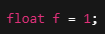 float f = 1;